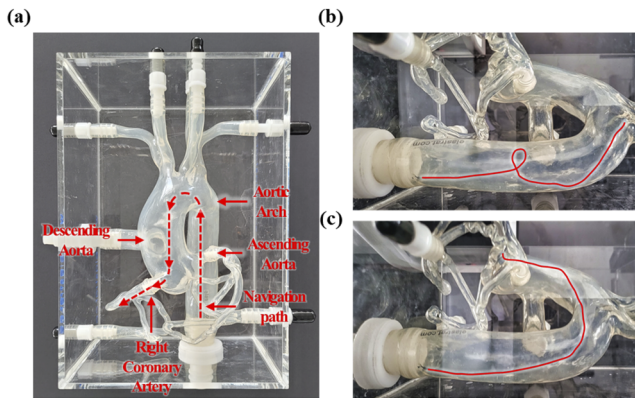 (a)
(b)
Aortic
Arch
Descending
Aorta
Ascending
Aorta
Navigation
path
Right
Coronary
Artery
(c)